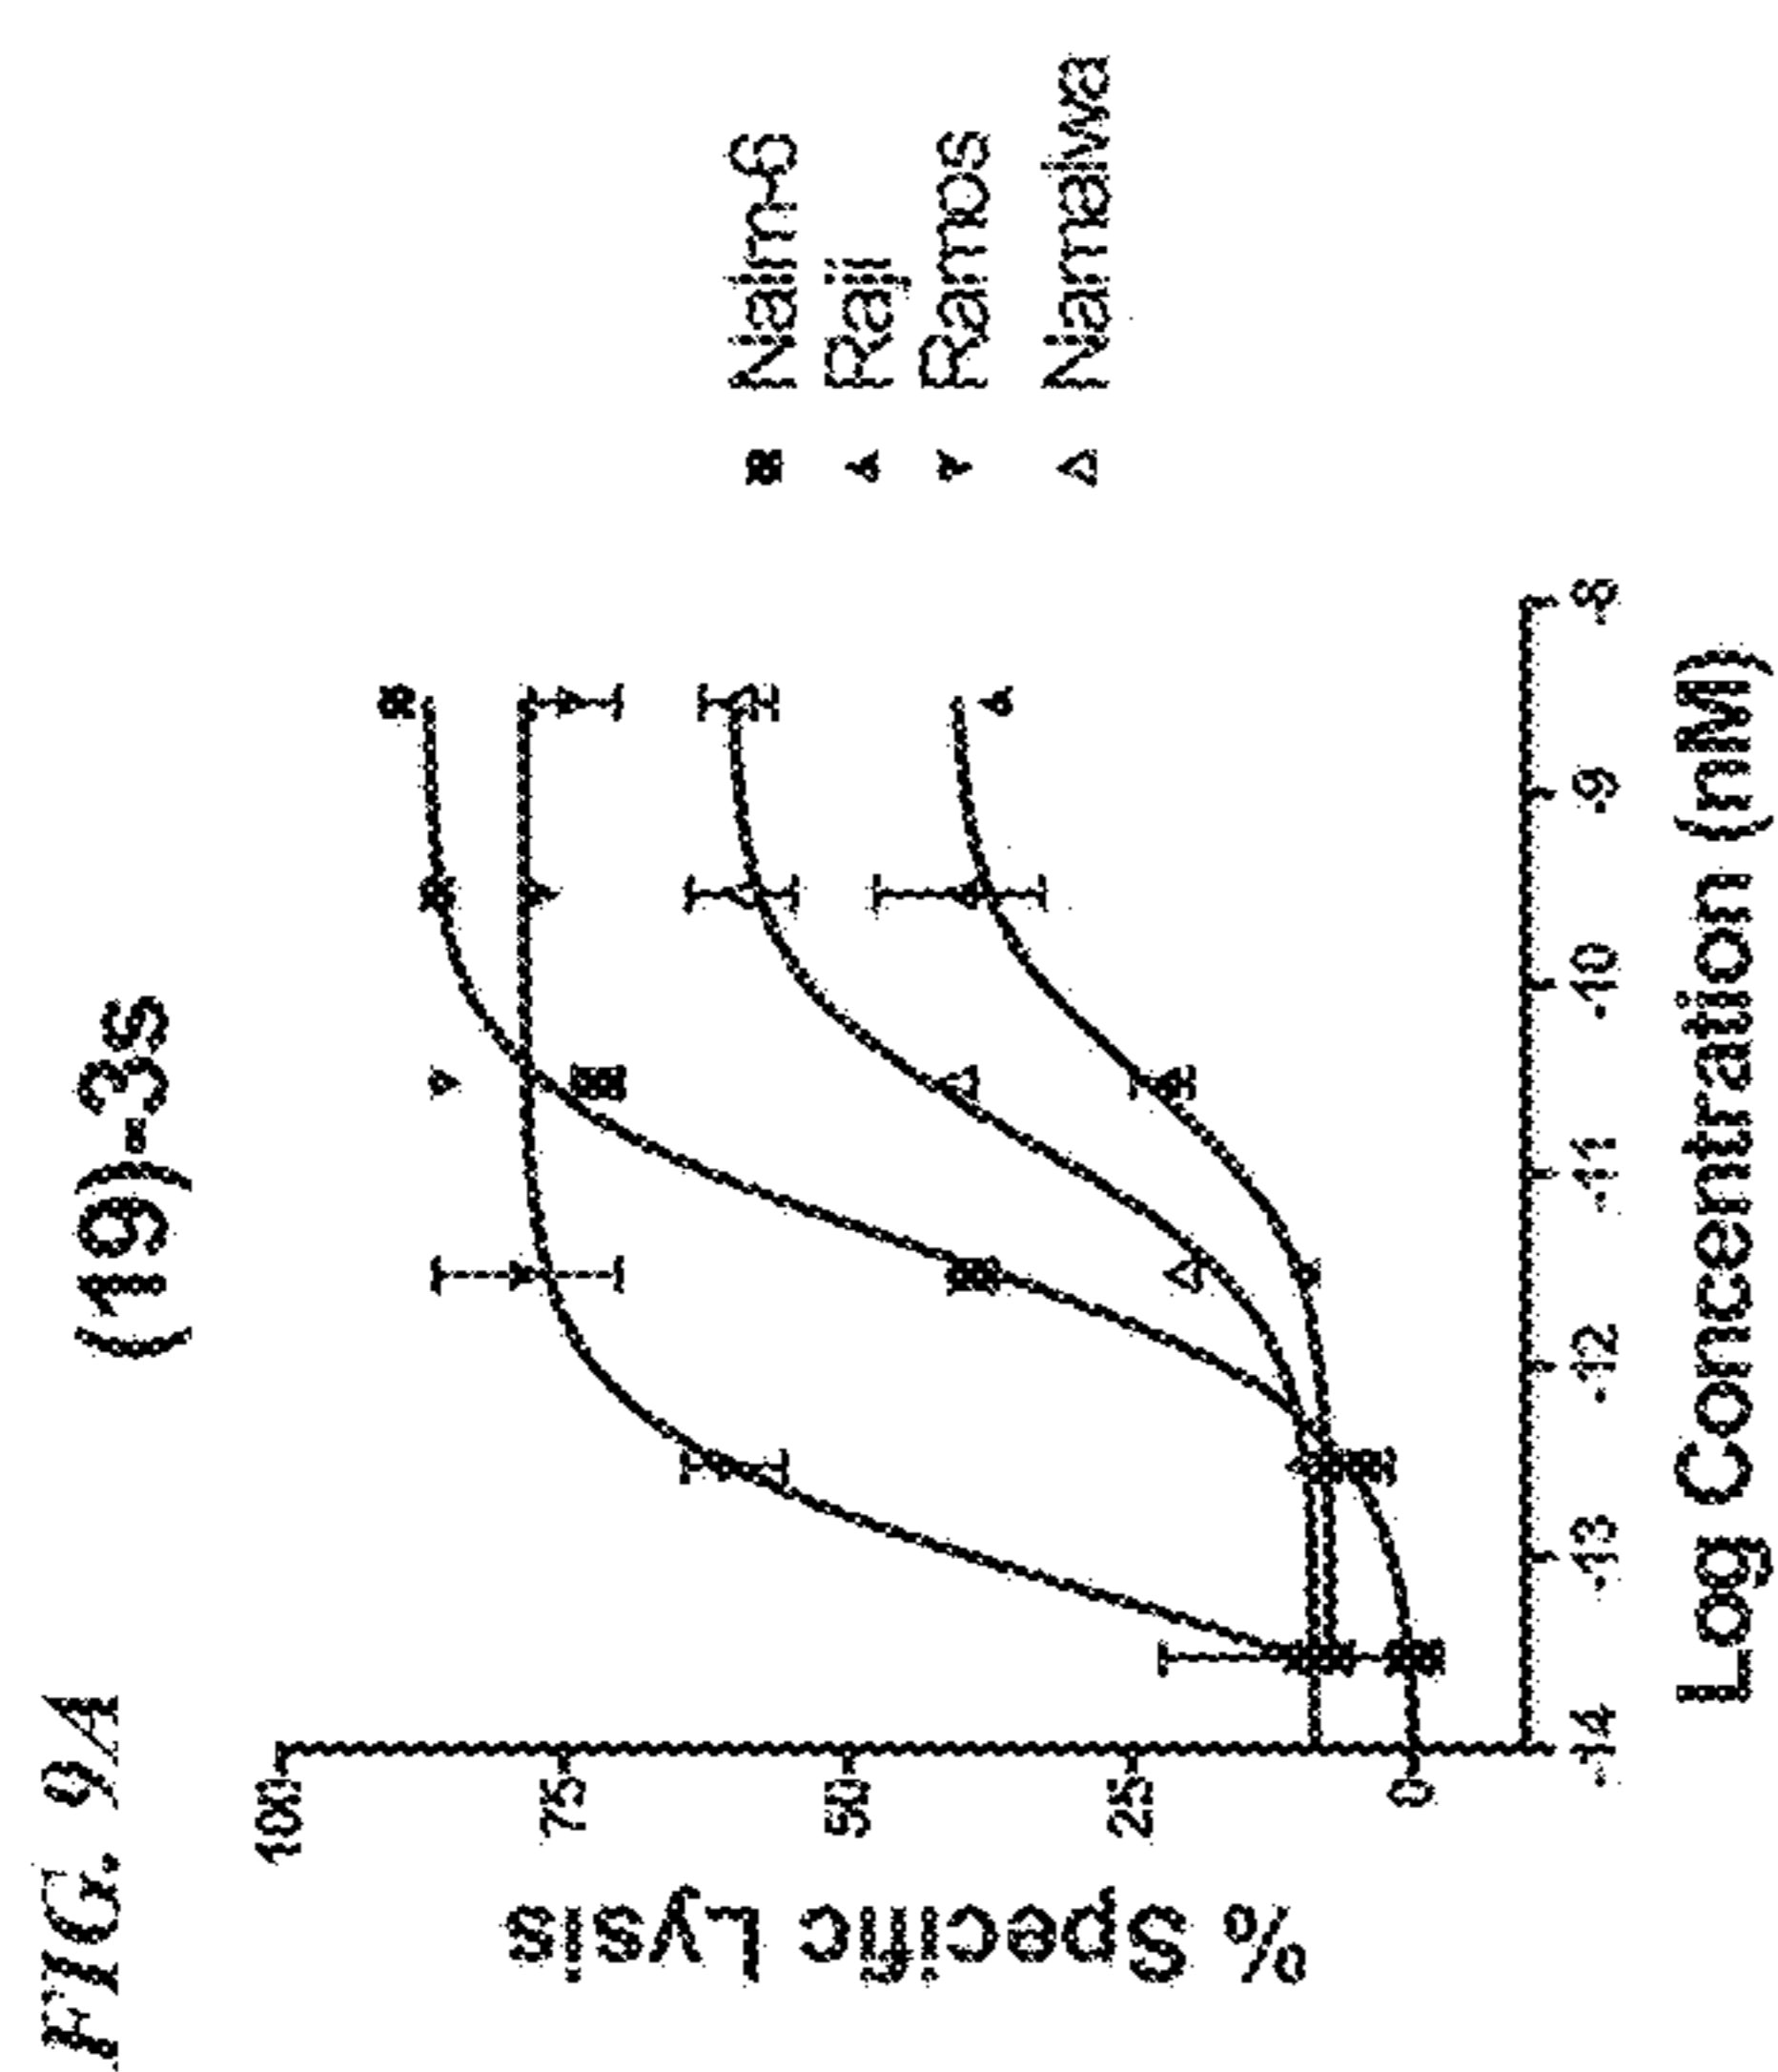 FIG. 9A
(19)-3s
% Specific Lysis
100
75
50
25
0
-14
-13
-12
-11
-10
-9
-8
Log Concentration (nM)
Nalm-6
Raji
Ramos
Namalwa